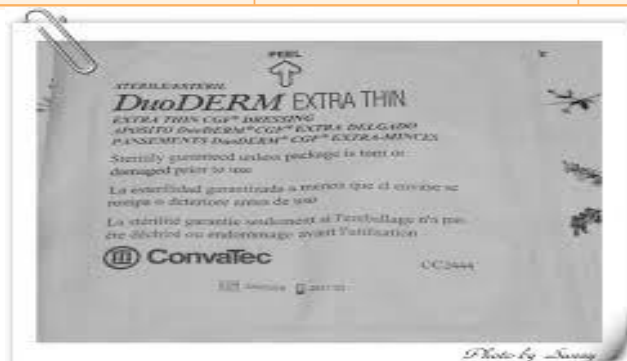 PEEL
STERILE/ESTERIL
DuoDERM EXTRA THIN
EXTRA THIN CGF® DRESSING
APOSITO DuoDERM® CGF® EXTRA DELGADO
PANSEMENTS DuoDERM® CGF® EXTRA-MINCES
Sterility guaranteed unless package is torn or
damaged prior to use
La esterilidad garantizada a menos que el envase se
rompa o deteriore antes de uso
La stérilité garantie seulement si l'emballage n'a pas
été déchiré ou endommagé avant l'utilisation
ConvaTec
CC2444
Photo by